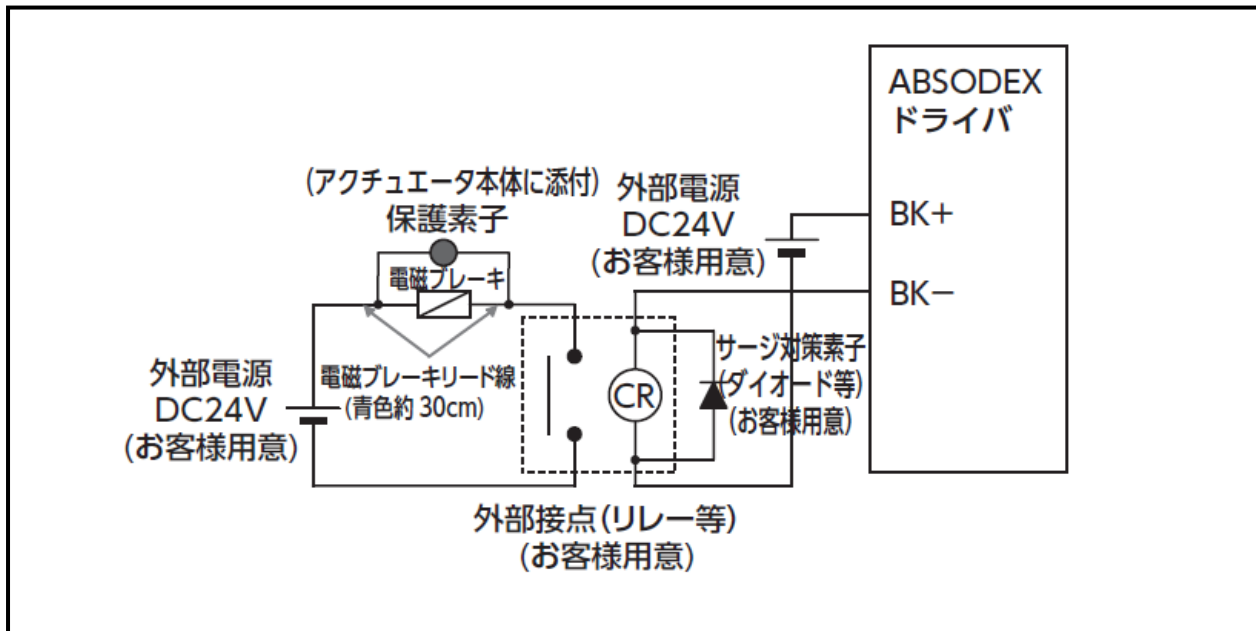 ABSODEX
ドライバ
(アクチュエータ本体に添付)
保護素子
外部電源
DC24V
(お客様用意)
BK+
BK−
電磁ブレーキ
サージ対策素子
(ダイオード等)
(お客様用意)
外部電源
DC24V
(お客様用意)
電磁ブレーキリード線
(青色約 30cm)
CR
外部接点(リレー等)
(お客様用意)